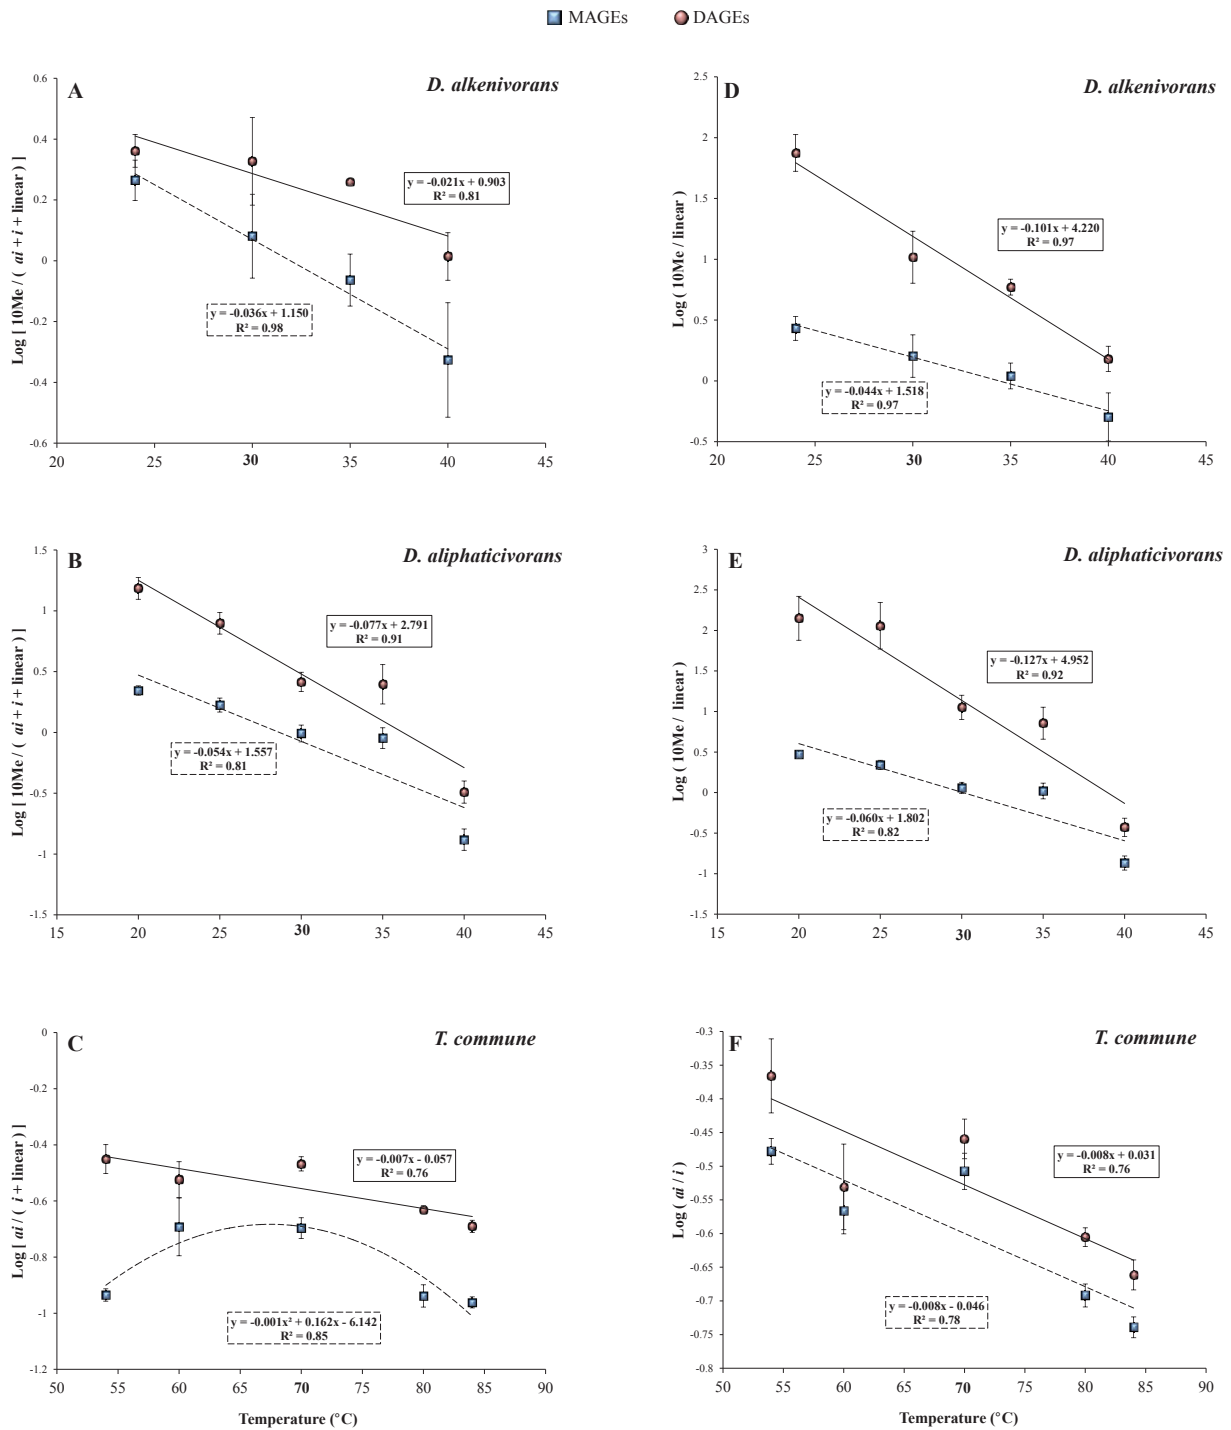 MAGEs DAGEs
A
D. alkenivorans
Log [ 10Me / ( ai + i + linear ) ]
0.6
0.4
0.2
0
-0.2
-0.4
-0.6
y = -0.021x + 0.903
R² = 0.81
y = -0.036x + 1.150
R² = 0.98
20 25 30 35 40 45
D
D. alkenivorans
Log ( 10Me / linear )
2.5
2
1.5
1
0.5
0
-0.5
y = -0.101x + 4.220
R² = 0.97
y = -0.044x + 1.518
R² = 0.97
20 25 30 35 40 45
B
D. aliphaticivorans
Log [ 10Me / ( ai + i + linear ) ]
1.5
1
0.5
0
-0.5
-1
-1.5
y = -0.077x + 2.791
R² = 0.91
y = -0.054x + 1.557
R² = 0.81
15 20 25 30 35 40 45
E
D. aliphaticivorans
Log ( 10Me / linear)
3
2.5
2
1.5
1
0.5
0
-0.5
-1
-1.5
y = -0.127x + 4.952
R² = 0.92
y = -0.060x + 1.802
R² = 0.82
15 20 25 30 35 40 45
C
T. commune
Log [ ai / ( i + linear ) ]
0
-0.2
-0.4
-0.6
-0.8
-1
-1.2
y = -0.007x - 0.057
R² = 0.76
y = -0.001x² + 0.162x - 6.142
R² = 0.85
50 55 60 65 70 75 80 85 90
Temperature (°C)
F
T. commune
Log ( ai / i )
-0.3
-0.35
-0.4
-0.45
-0.5
-0.55
-0.6
-0.65
-0.7
-0.75
-0.8
y = -0.008x + 0.031
R² = 0.76
y = -0.008x - 0.046
R² = 0.78
50 55 60 65 70 75 80 85 90
Temperature (°C)